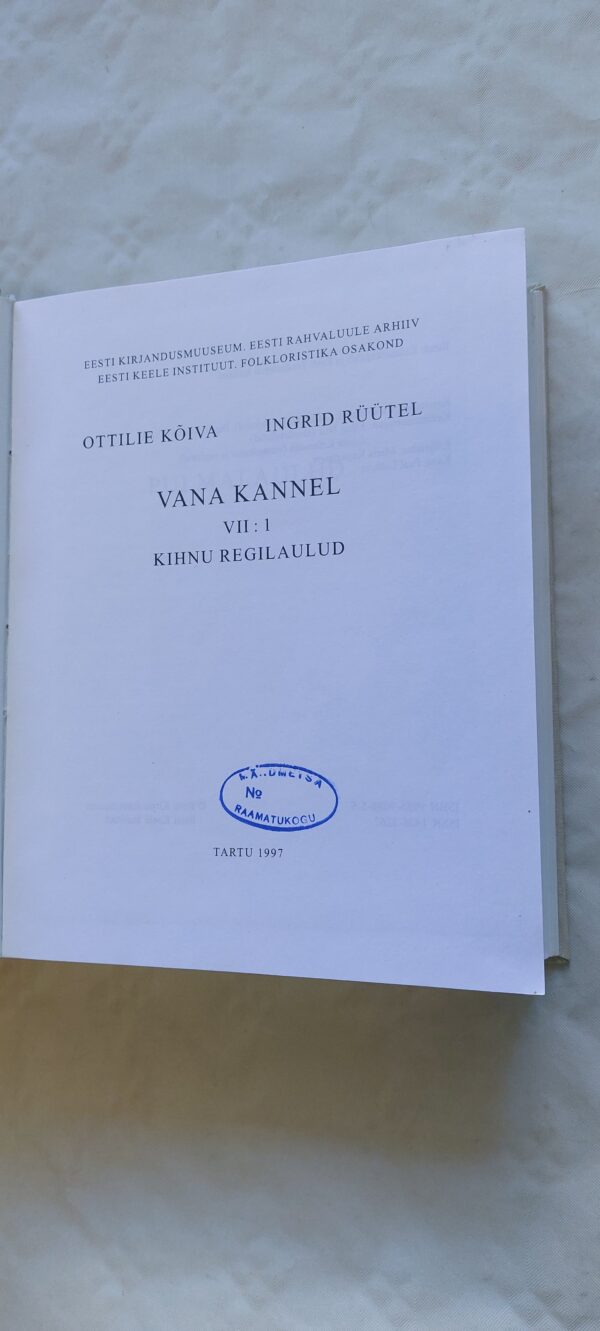 EESTI KIRJANDUSMUUSEUM. EESTI RAHVALUULE ARHIIV
EESTI KEELE INSTITUUT. FOLKLORISTIKA OSAKOND
OTTILIE KÕIVA INGRID RÜÜTEL
VANA KANNEL
VII : 1
KIHNU REGILAULUD
№
RAAMATUKOGU
TARTU 1997